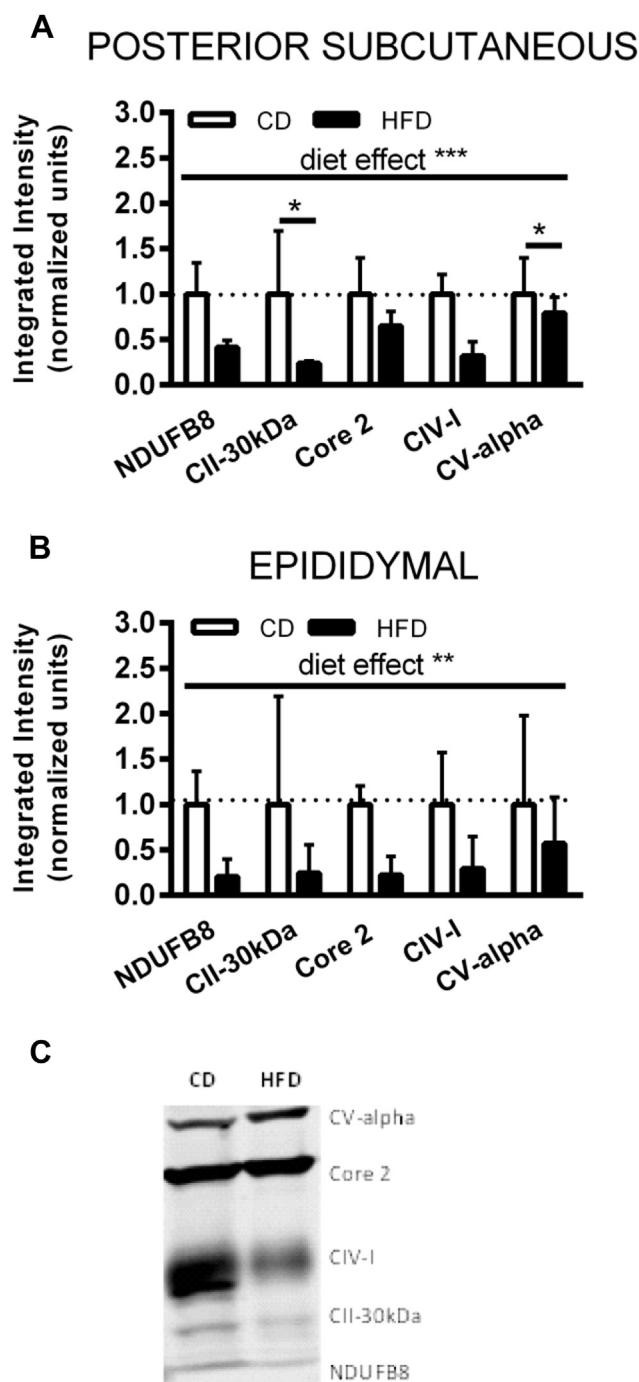 A
POSTERIOR SUBCUTANEOUS
Integrated Intensity
(normalized units)
3.0
2.5
2.0
1.5
1.0
0.5
0.0
CD HFD
diet effect ***
*
*
NDUFB8
CII-30kDa
Core 2
CIV-I
CV-alpha
B
EPIDIDYMAL
Integrated Intensity
(normalized units)
3.0
2.5
2.0
1.5
1.0
0.5
0.0
CD HFD
diet effect **
NDUFB8
CII-30kDa
Core 2
CIV-I
CV-alpha
C
CD HFD
CV-alpha
Core 2
CIV-I
CII-30kDa
NDUFB8